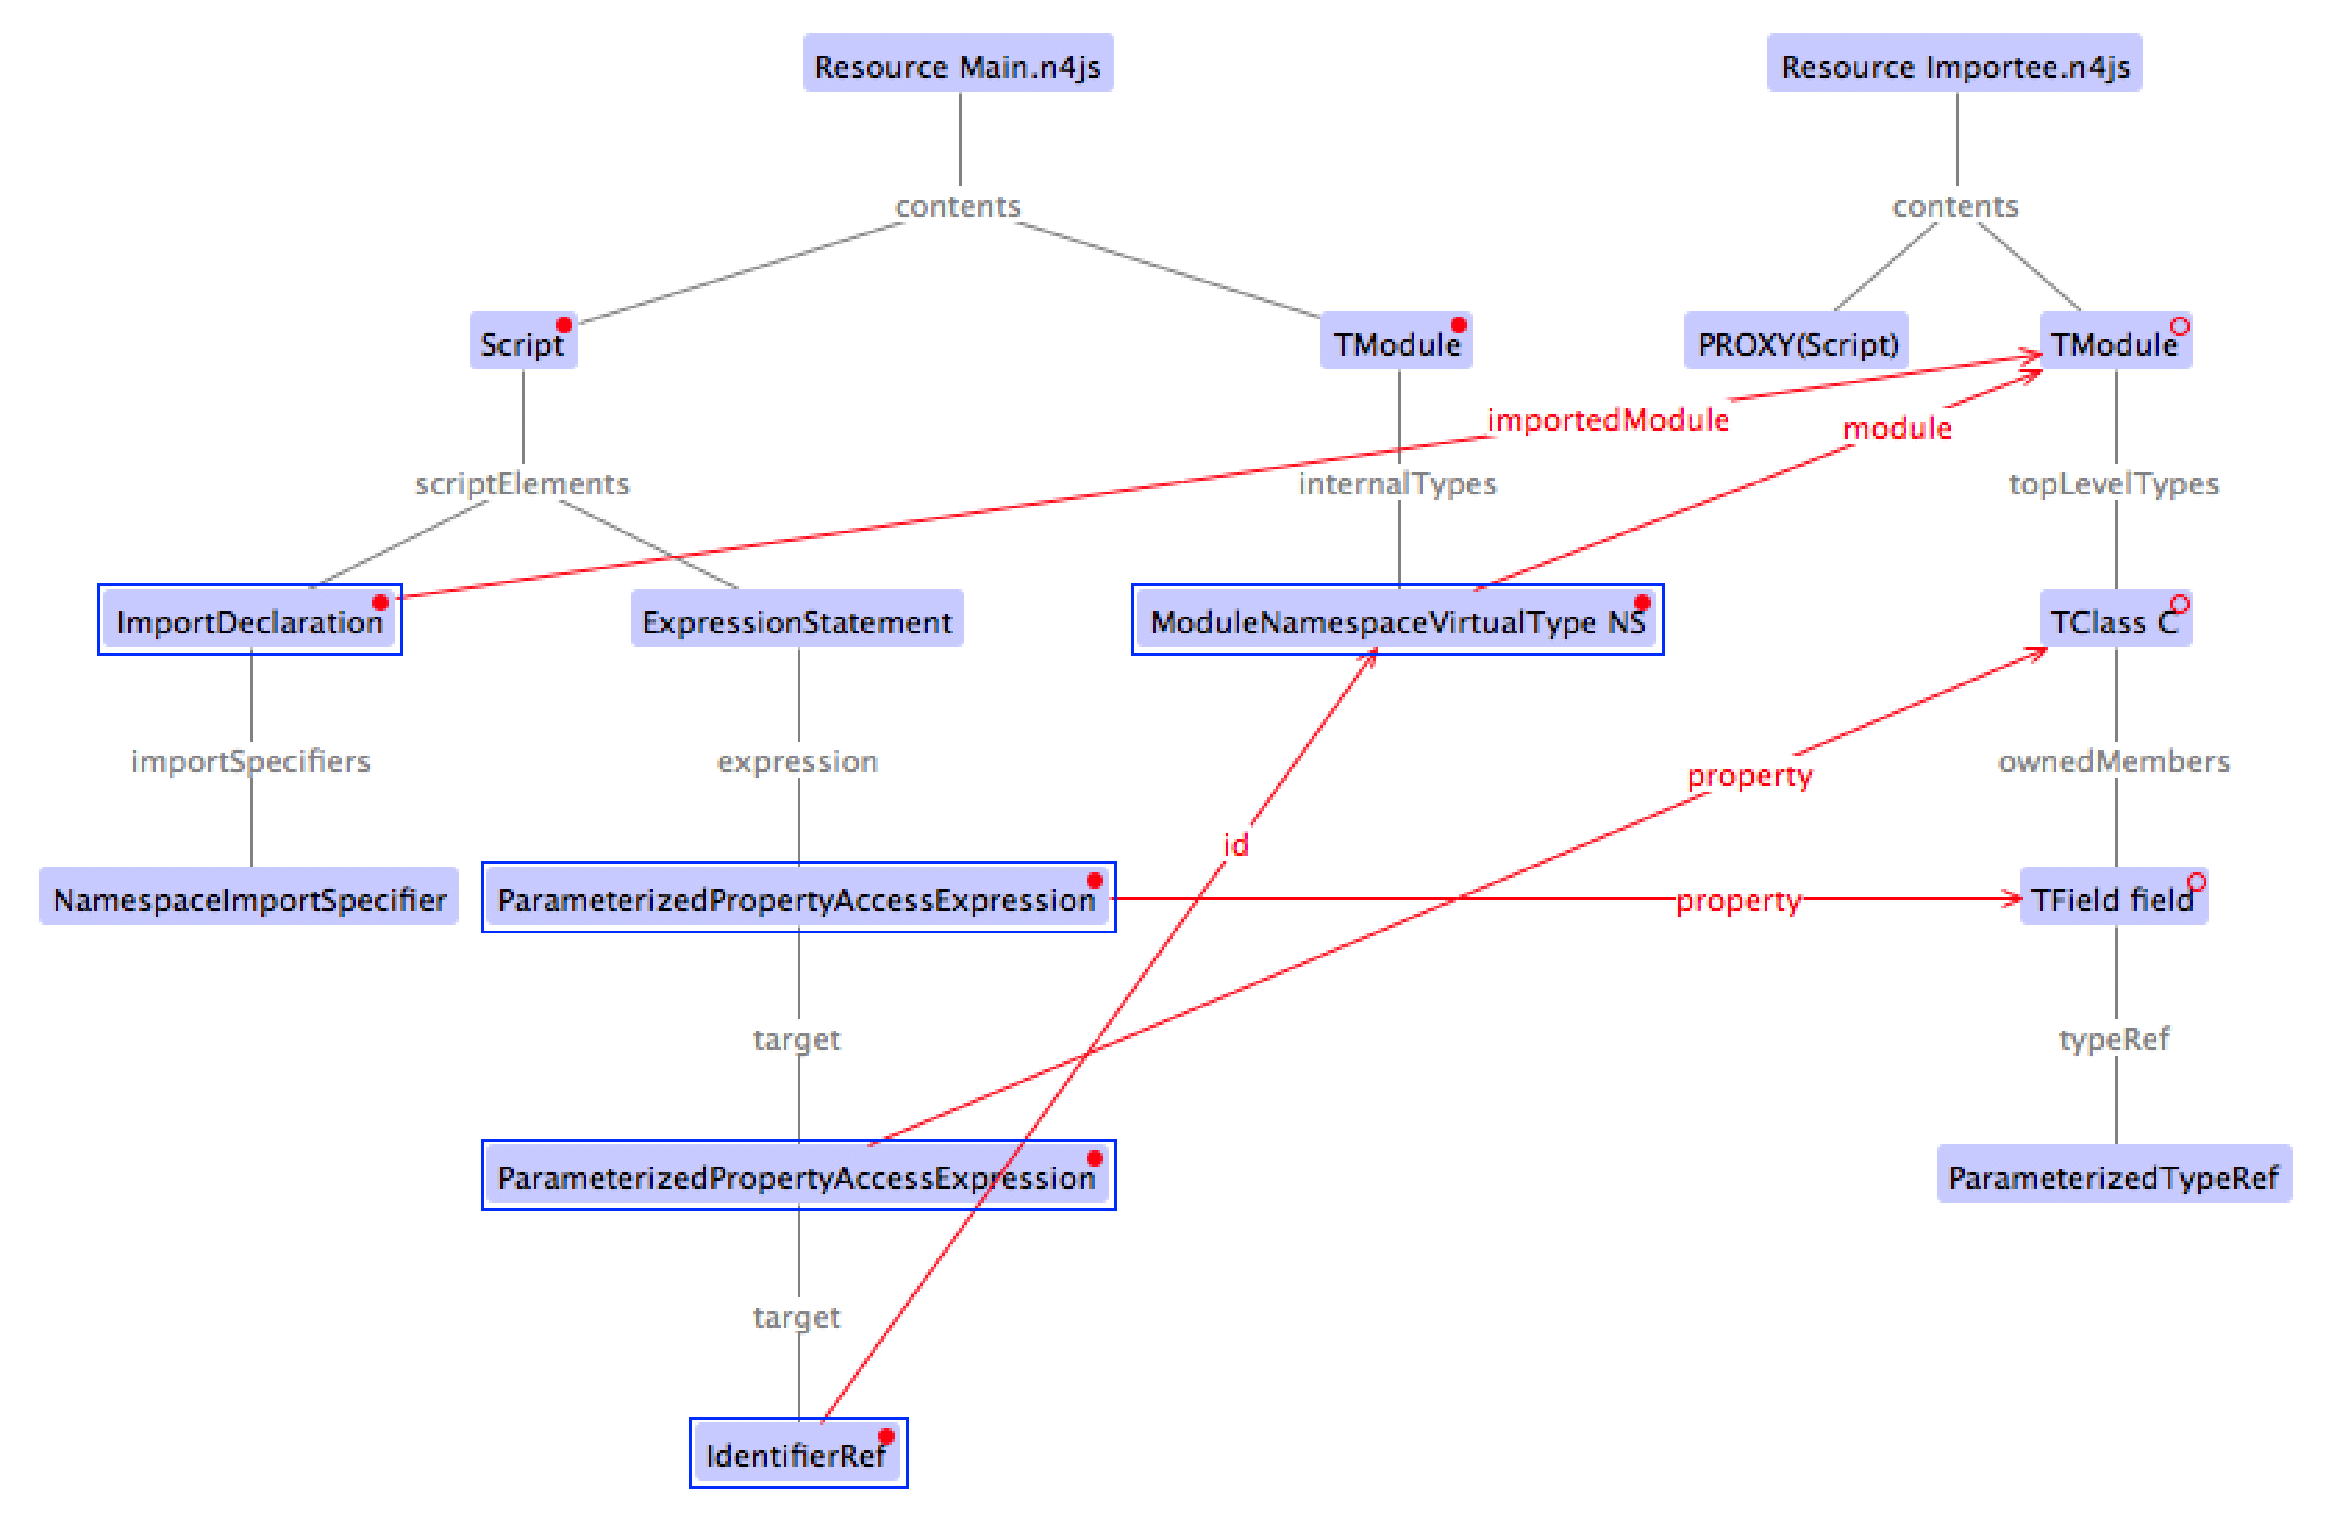 Resource Main.n4js
Resource Importee.n4js
contents
contents
Script
TModule
PROXY(Script)
TModule
importedModule
module
scriptElements
internalTypes
topLevelTypes
ImportDeclaration
ExpressionStatement
ModuleNamespaceVirtualType NS
TClass C
importSpecifiers
expression
property
ownedMembers
id
NamespaceImportSpecifier
ParameterizedPropertyAccessExpression
property
TField field
target
typeRef
ParameterizedPropertyAccessExpression
ParameterizedTypeRef
target
IdentifierRef